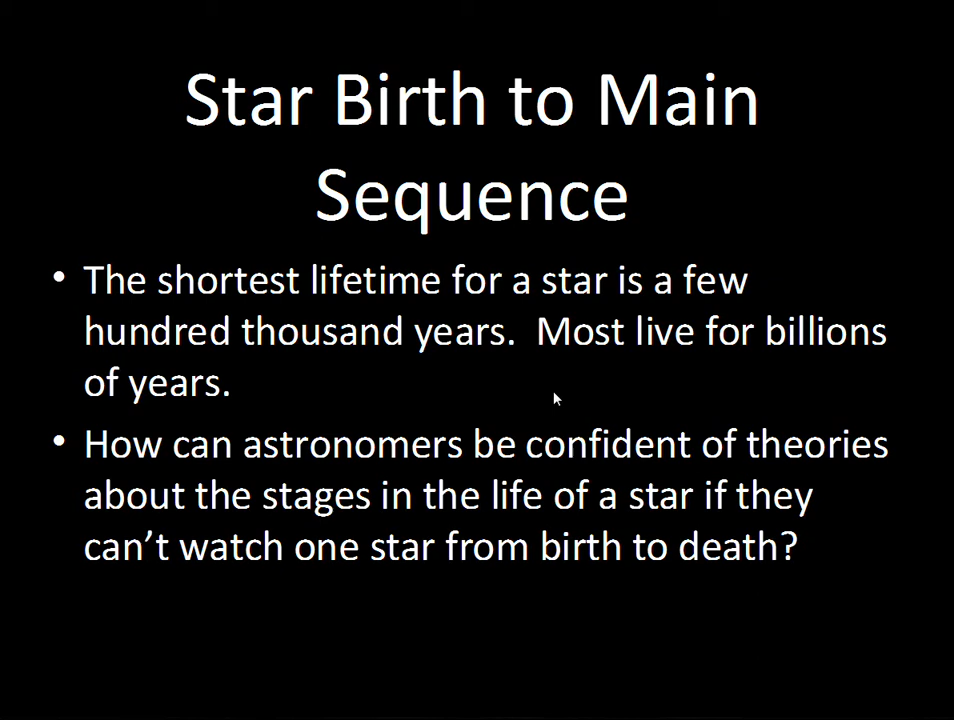 Star Birth to Main
Sequence
• The shortest lifetime for a star is a few
hundred thousand years.  Most live for billions
of years.
• How can astronomers be confident of theories
about the stages in the life of a star if they
can’t watch one star from birth to death?